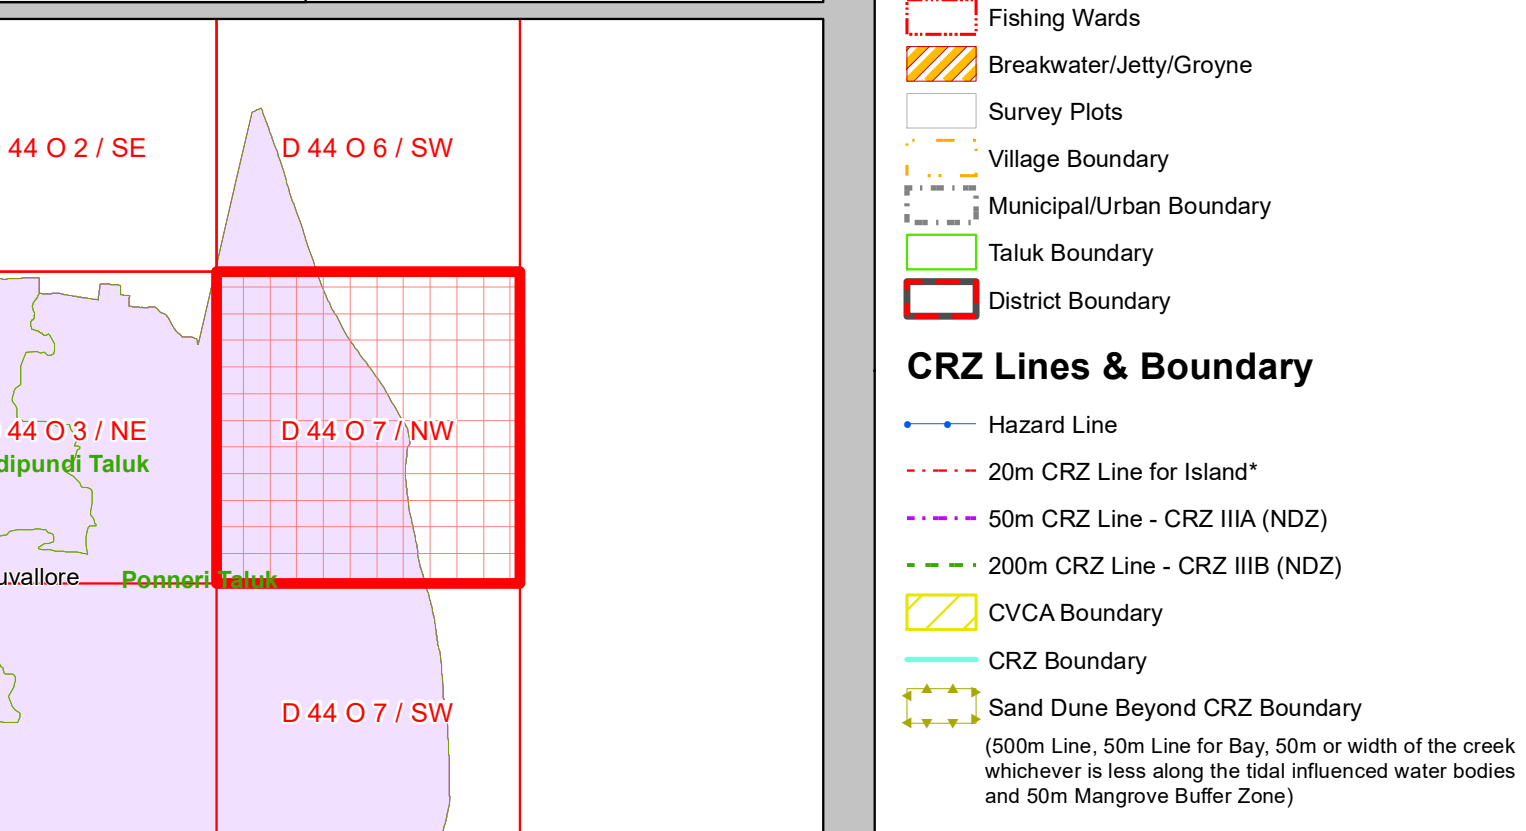 44 O 2 / SE
D 44 O 6 / SW
44 O 3 / NE
D 44 O 7 / NW
dipundi Taluk
uvallore
Ponneri Taluk
D 44 O 7 / SW
Fishing Wards
Breakwater/Jetty/Groyne
Survey Plots
Village Boundary
Municipal/Urban Boundary
Taluk Boundary
District Boundary
CRZ Lines & Boundary
Hazard Line
20m CRZ Line for Island*
50m CRZ Line - CRZ IIIA (NDZ)
200m CRZ Line - CRZ IIIB (NDZ)
CVCA Boundary
CRZ Boundary
Sand Dune Beyond CRZ Boundary
(500m Line, 50m Line for Bay, 50m or width of the creek
whichever is less along the tidal influenced water bodies
and 50m Mangrove Buffer Zone)